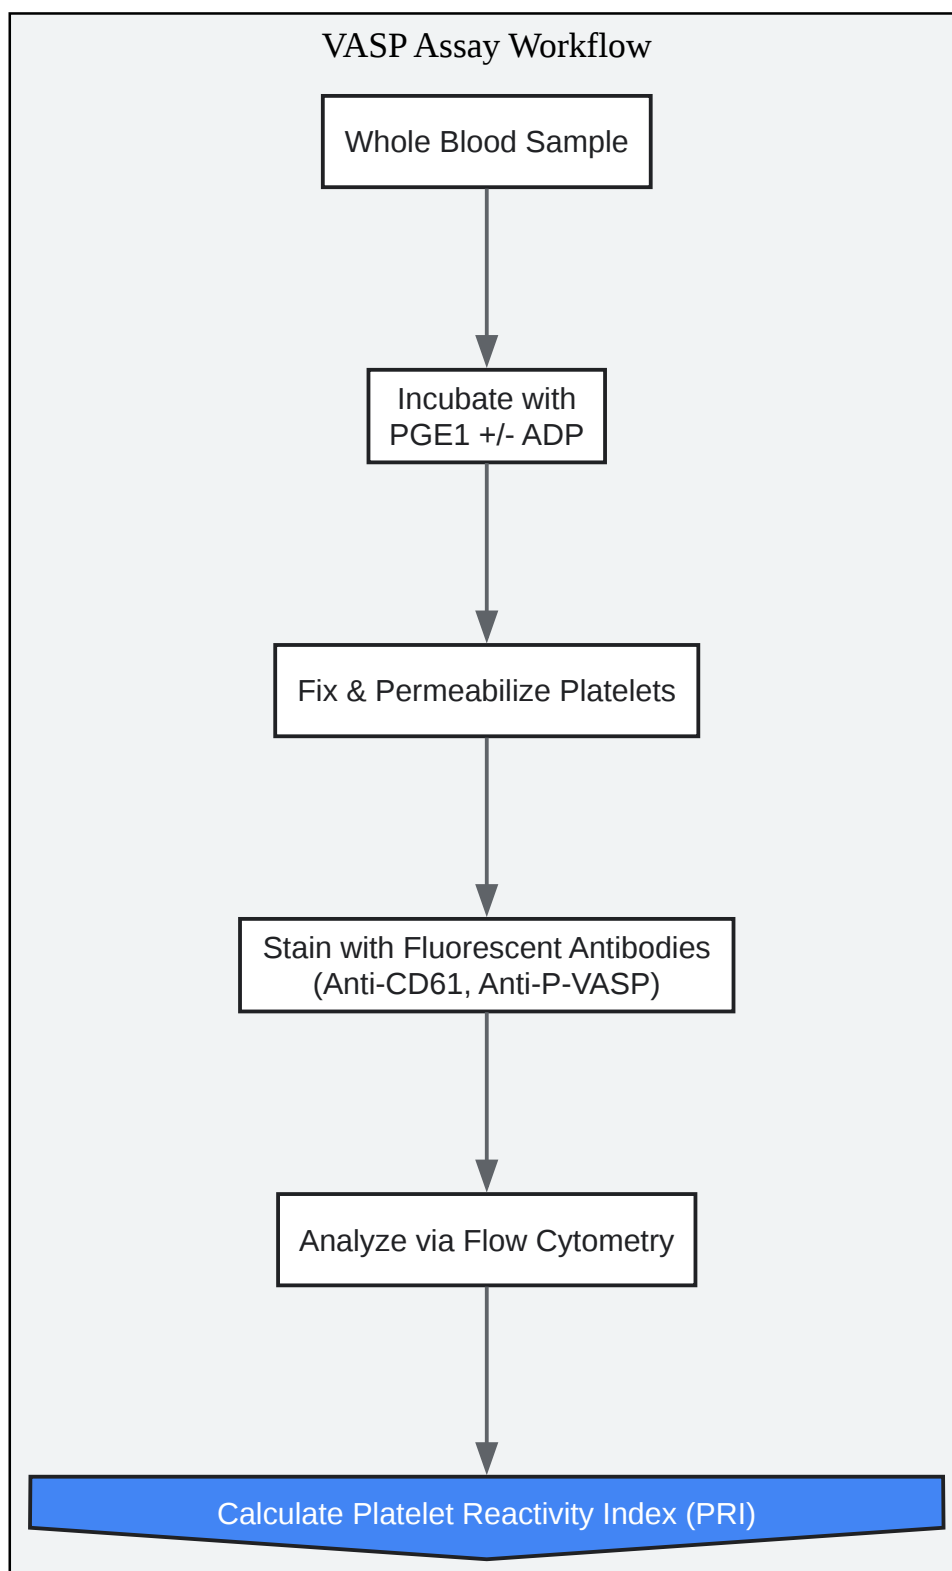 VASP Assay Workflow
Whole Blood Sample
Incubate with
PGE1 +/- ADP
Fix & Permeabilize Platelets
Stain with Fluorescent Antibodies
(Anti-CD61, Anti-P-VASP)
Analyze via Flow Cytometry
Calculate Platelet Reactivity Index (PRI)